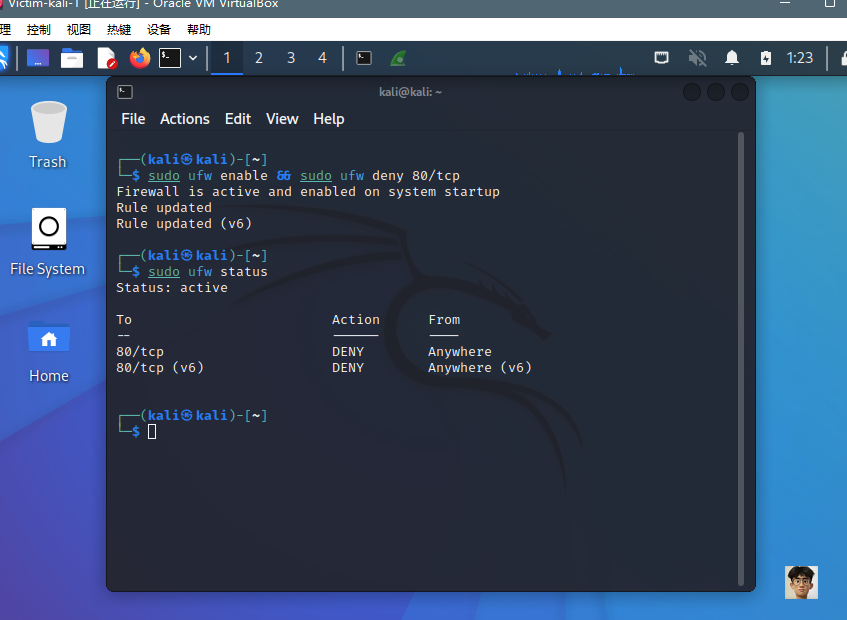 Victim-kali-1 [正在运行] - Oracle VM VirtualBox
理 控制 视图 热键 设备 帮助
1 2 3 4 1:23
kali@kali: ~
File Actions Edit View Help
Trash
File System
Home
┌──(kali㉿kali)-[~]
└─$ sudo ufw enable && sudo ufw deny 80/tcp
Firewall is active and enabled on system startup
Rule updated
Rule updated (v6)
┌──(kali㉿kali)-[~]
└─$ sudo ufw status
Status: active
To Action From
-- ------ ----
80/tcp DENY Anywhere
80/tcp (v6) DENY Anywhere (v6)
┌──(kali㉿kali)-[~]
└─$